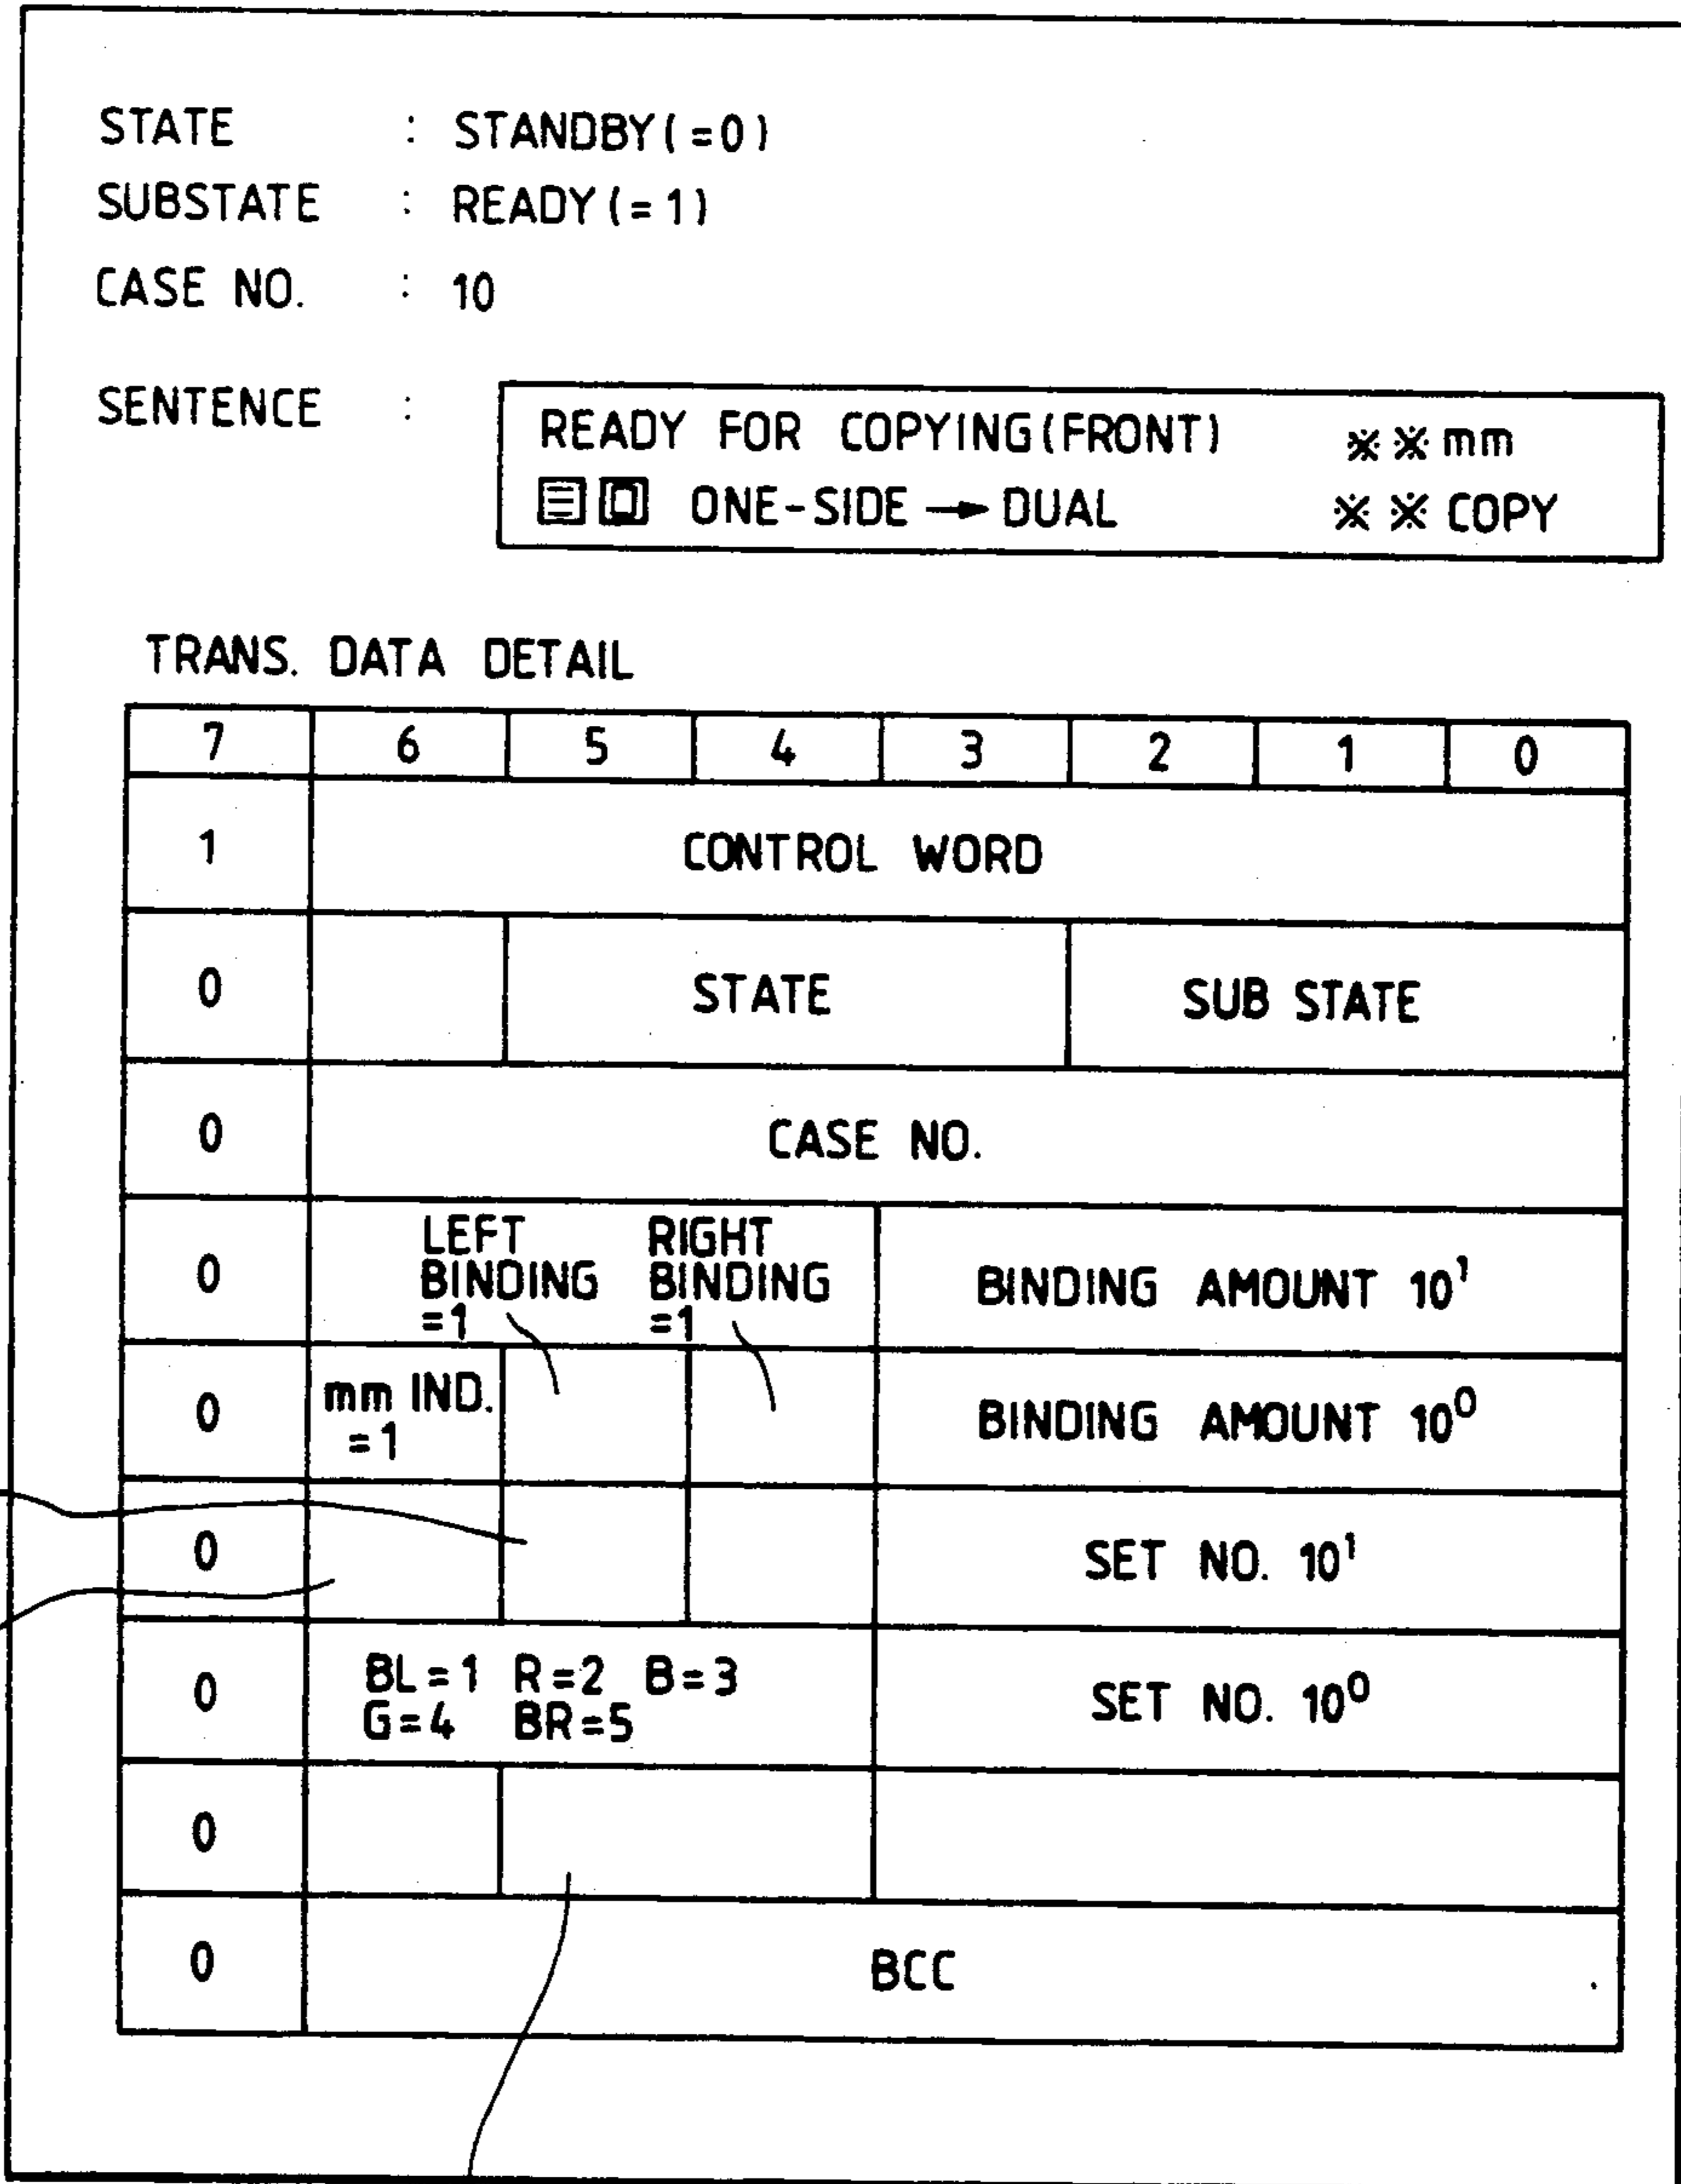 STATE : STANDBY (=0)
SUBSTATE : READY (=1)
CASE NO. : 10
SENTENCE :
READY FOR COPYING (FRONT) ※※mm
ONE-SIDE → DUAL ※※ COPY
TRANS. DATA DETAIL
7 6 5 4 3 2 1 0
1 CONTROL WORD
0 STATE SUB STATE
0 CASE NO.
0 LEFT BINDING =1 RIGHT BINDING =1 BINDING AMOUNT 10¹
0 mm IND. =1 BINDING AMOUNT 10⁰
0 SET NO. 10¹
0 BL=1 R=2 B=3 G=4 BR=5 SET NO. 10⁰
0
0 BCC